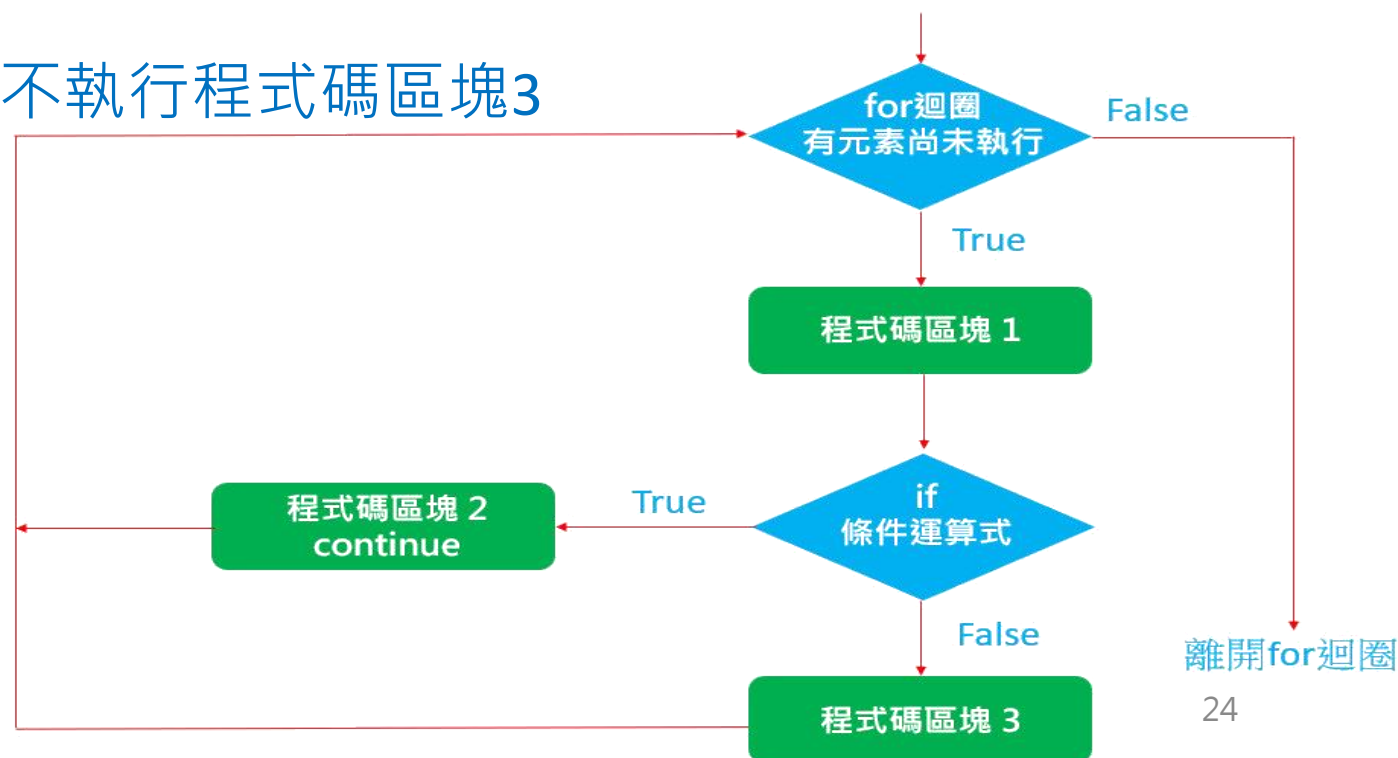 不執行程式碼區塊3
for迴圈
有元素尚未執行
False
True
程式碼區塊 1
程式碼區塊 2
continue
True
if
條件運算式
False
離開for迴圈
程式碼區塊 3
24